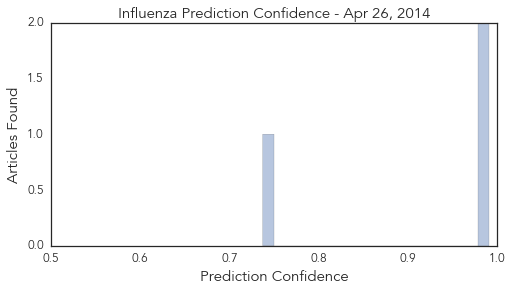 Influenza Prediction Confidence - Apr 26, 2014
Articles Found
2.0
1.5
1.0
0.5
0.0
0.5 0.6 0.7 0.8 0.9 1.0
Prediction Confidence